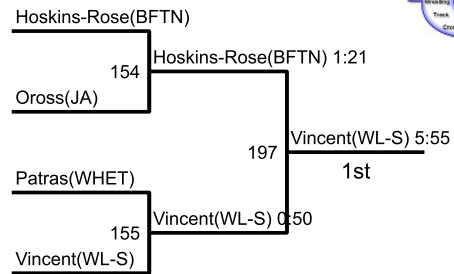 Hoskins-Rose(BFTN)
Hoskins-Rose(BFTN) 1:21
154
Oross(JA)
Vincent(WL-S) 5:55
197
1st
Patras(WHET)
Vincent(WL-S) 0:50
155
Vincent(WL-S)
Track